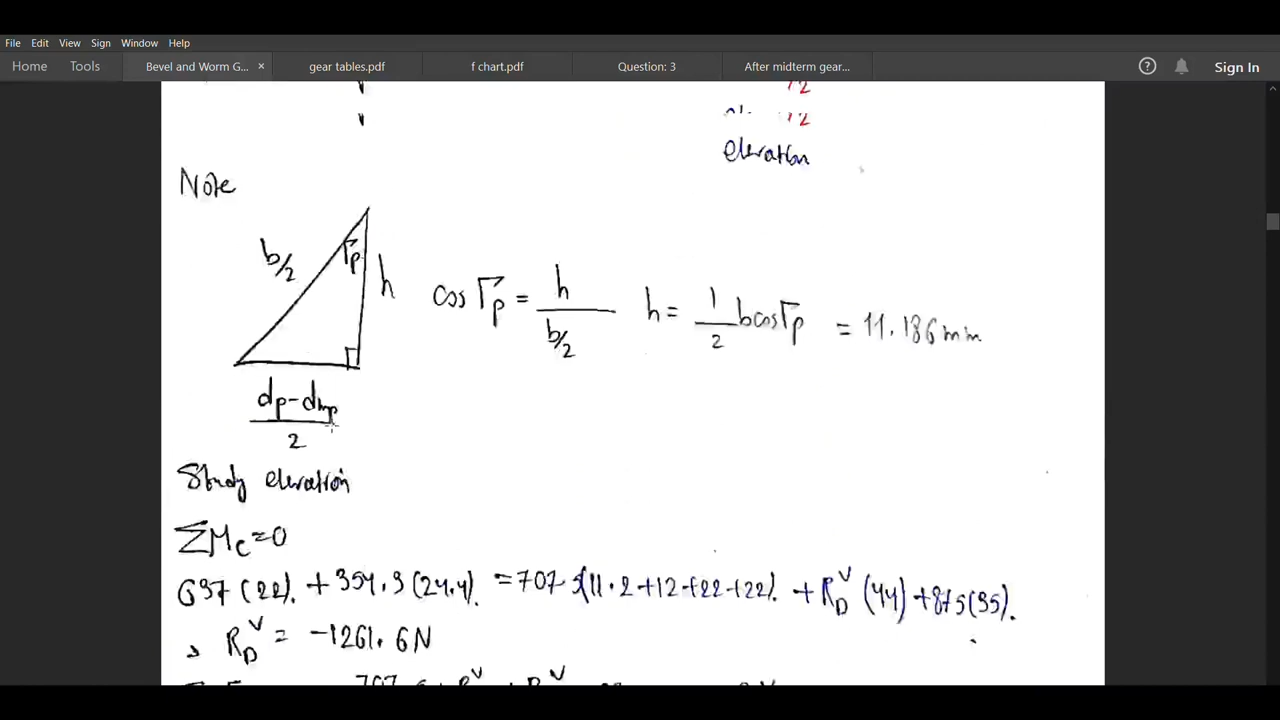 File Edit View Sign Window Help
Home Tools Bevel and Worm G... × gear tables.pdf f chart.pdf Question: 3 After midterm gear... Sign In
elevation
Note
b/2 Γp h cos Γp = h / b/2 h = 1/2 b cos Γp = 11.186 mm
dp-dmp / 2
Study elevation
ΣMc=0
637 (22) + 354.3 (24.4) = 707.5(11.2+12+22+22) + R_D^V (44) + 875(35).
R_D^V = -1261.6N